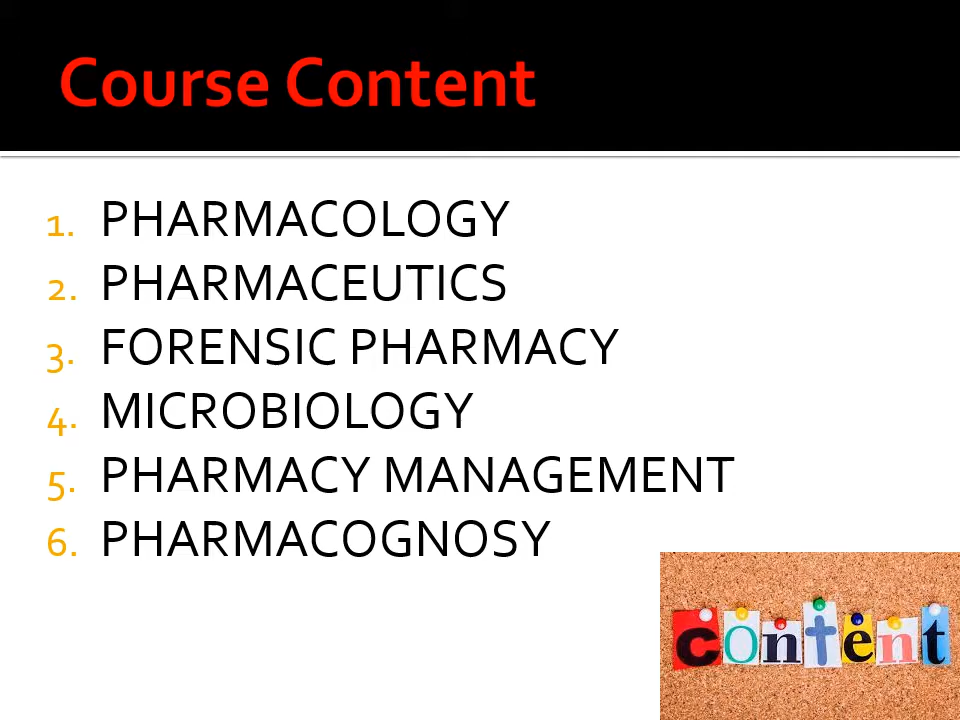 Course Content
1. PHARMACOLOGY
2. PHARMACEUTICS
3. FORENSIC PHARMACY
4. MICROBIOLOGY
5. PHARMACY MANAGEMENT
6. PHARMACOGNOSY
content